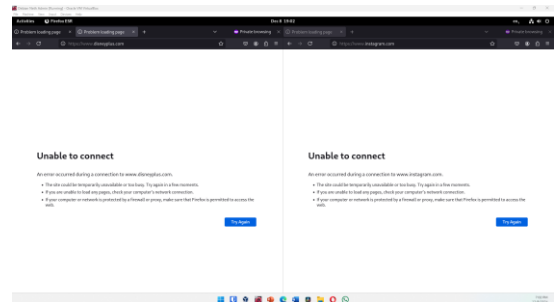 Activities Firefox ESR Dec 8 19:02
Problem loading page Problem loading page Private browsing Problem loading page Private browsing
https://www.disneyplus.com https://www.instagram.com
Unable to connect
An error occurred during a connection to www.disneyplus.com.
The site could be temporarily unavailable or too busy. Try again in a few moments.
If you are unable to load any pages, check your computer's network connection.
If your computer or network is protected by a firewall or proxy, make sure that Firefox is permitted to access the
web.
Try Again
Unable to connect
An error occurred during a connection to www.instagram.com.
The site could be temporarily unavailable or too busy. Try again in a few moments.
If you are unable to load any pages, check your computer's network connection.
If your computer or network is protected by a firewall or proxy, make sure that Firefox is permitted to access the
web.
Try Again